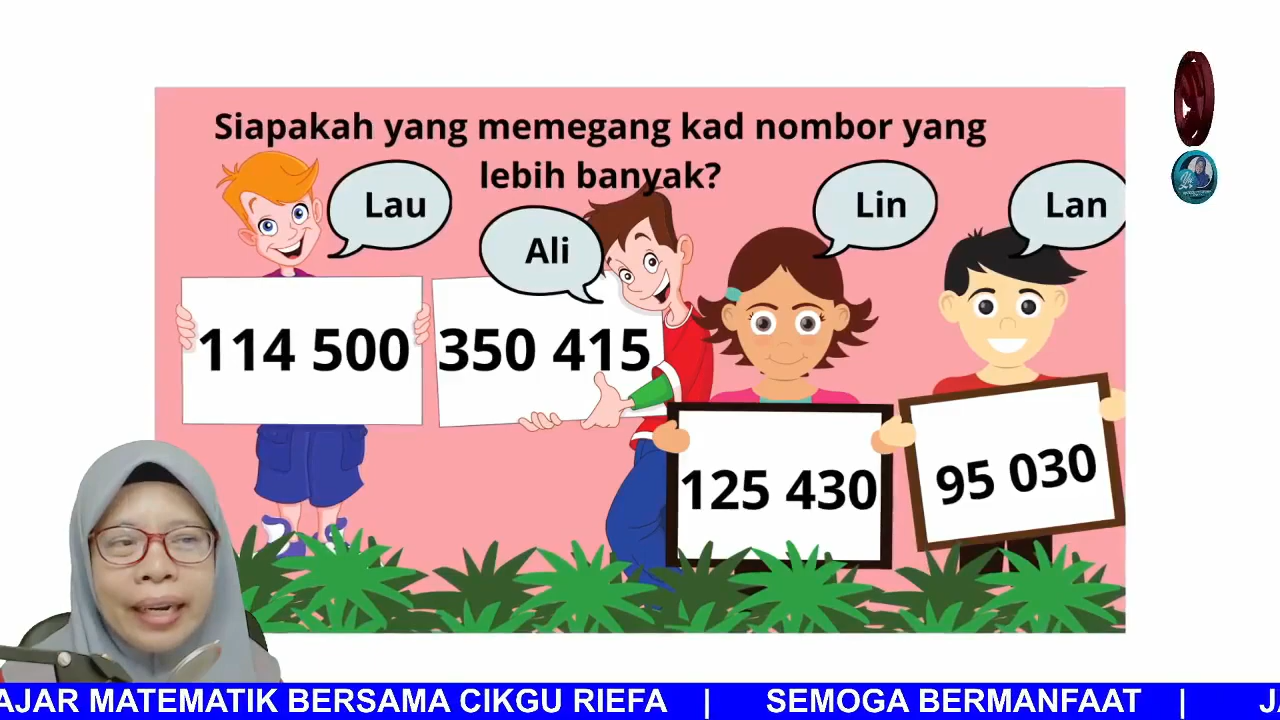 Siapakah yang memegang kad nombor yang
lebih banyak?
Lau
Ali
Lin
Lan
114 500
350 415
125 430
95 030
AJAR MATEMATIK BERSAMA CIKGU RIEFA | SEMOGA BERMANFAAT | JA